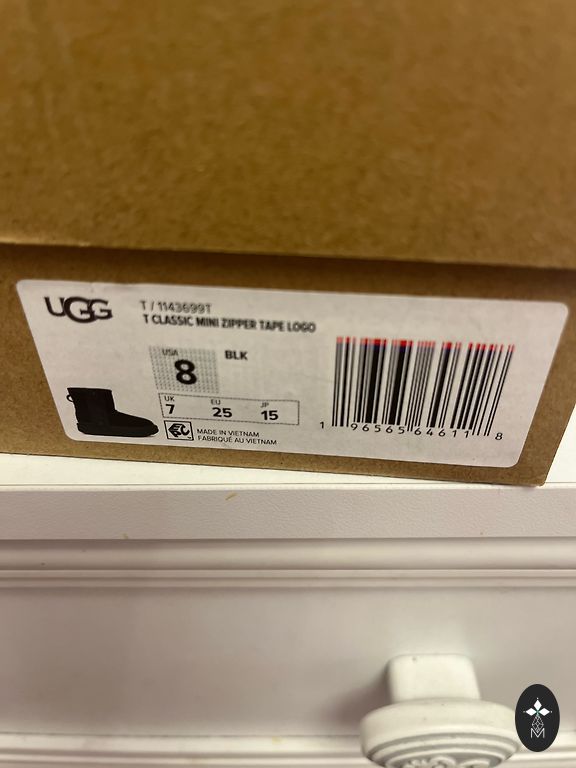 UGG
T / 1143699T
T CLASSIC MINI ZIPPER TAPE LOGO
USA
8
BLK
UK EU JP
7 25 15
MADE IN VIETNAM
FABRIQUÉ AU VIETNAM
1 96565 64611 8
M